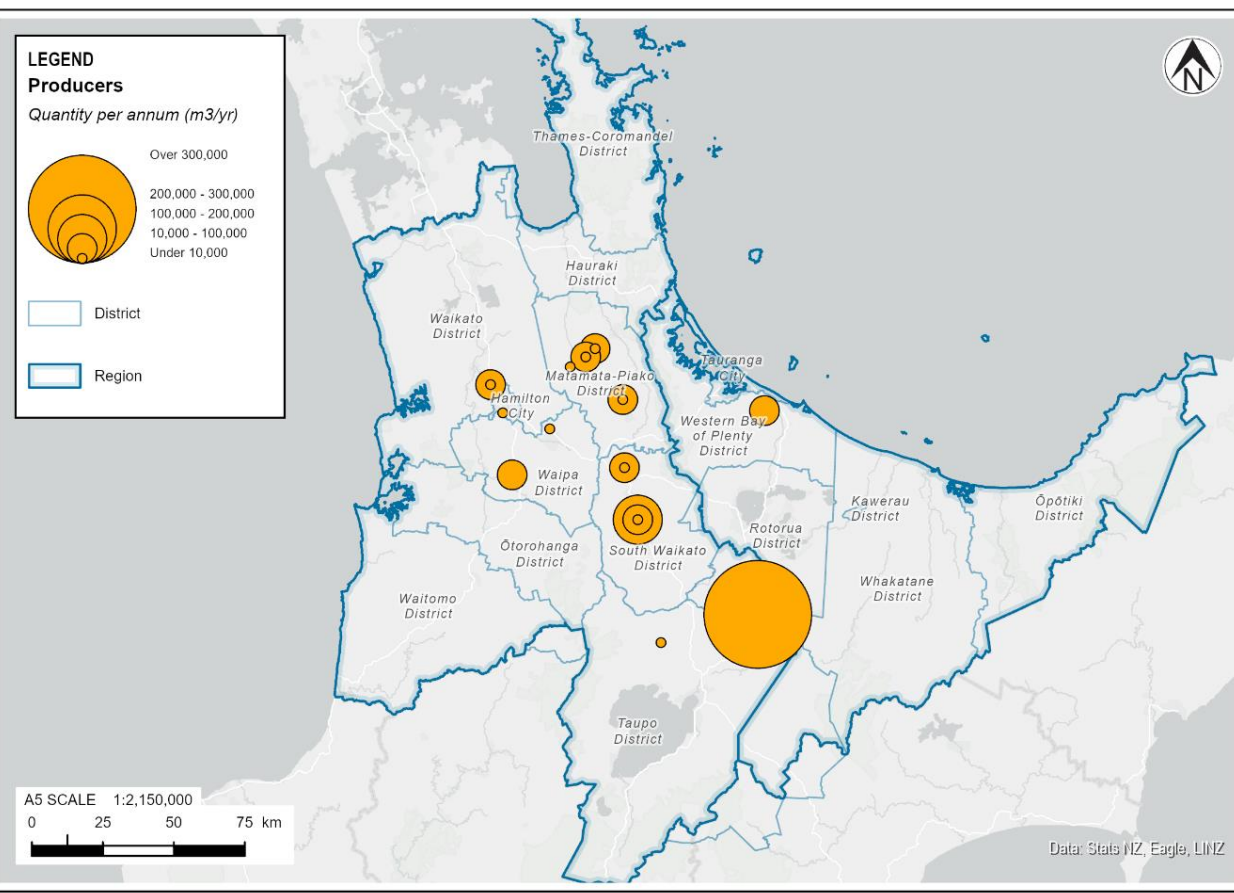 LEGEND
Producers
Quantity per annum (m3/yr)
Over 300,000
200,000 - 300,000
100,000 - 200,000
10,000 - 100,000
Under 10,000
District
Region
N
Thames-Coromandel
District
Hauraki
District
Waikato
District
Tauranga
City
Matamata-Piako
District
Hamilton
City
Western Bay
of Plenty
District
Waipa
District
Kawerau
District
Ōpōtiki
District
Rotorua
District
Ōtorohanga
District
South Waikato
District
Whakatane
District
Waitomo
District
Taupo
District
A5 SCALE 1:2,150,000
0 25 50 75 km
Data: Stats NZ, Eagle, LINZ